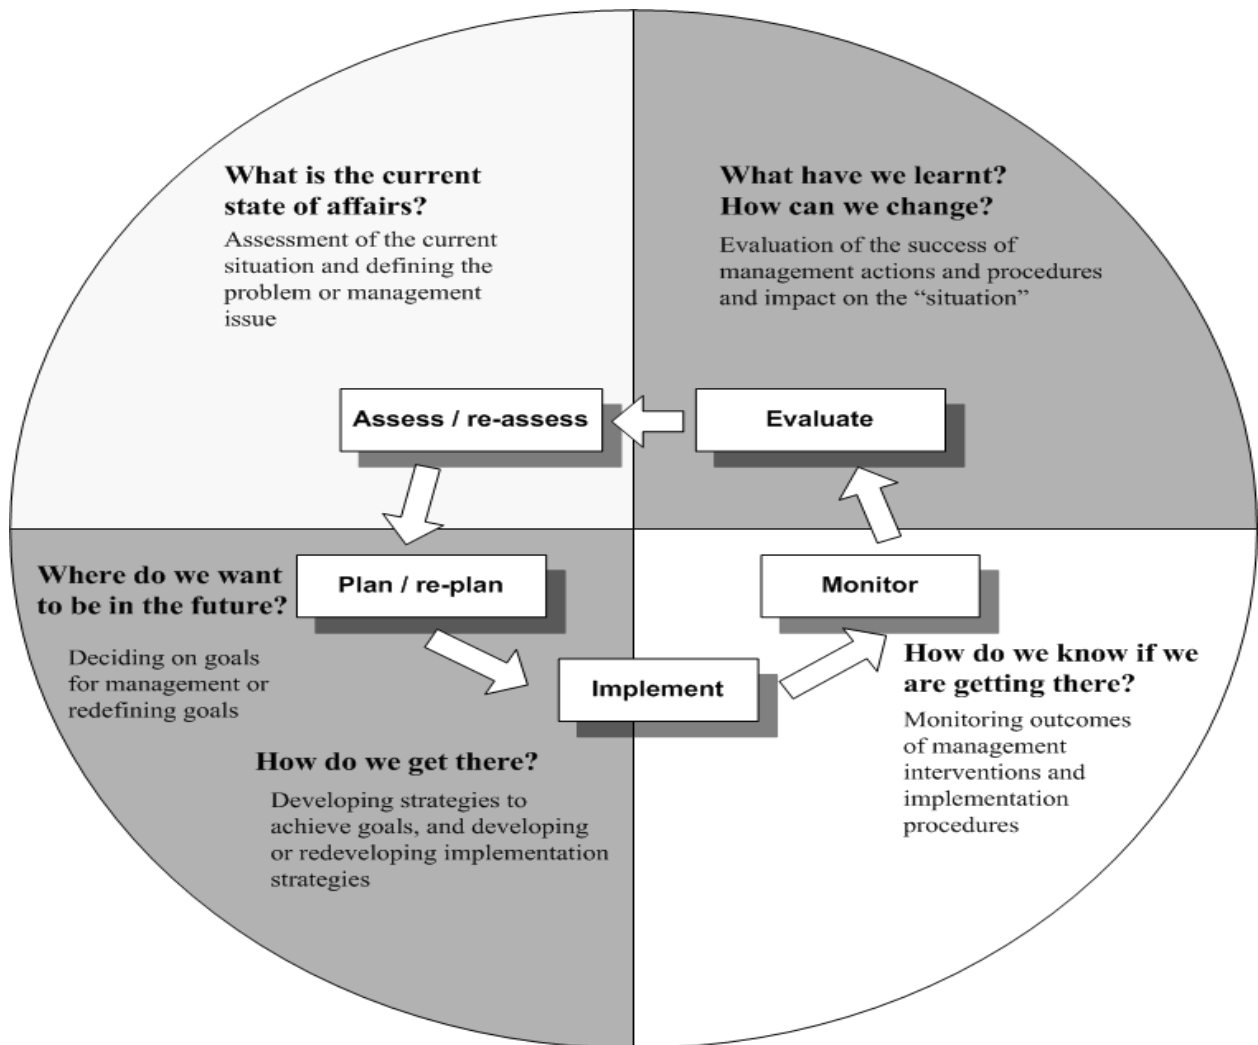 What is the current
state of affairs?
Assessment of the current
situation and defining the
problem or management
issue
What have we learnt?
How can we change?
Evaluation of the success of
management actions and procedures
and impact on the “situation”
Assess / re-assess
Evaluate
Where do we want
to be in the future?
Plan / re-plan
Deciding on goals
for management or
redefining goals
Implement
Monitor
How do we get there?
Developing strategies to
achieve goals, and developing
or redeveloping implementation
strategies
How do we know if we
are getting there?
Monitoring outcomes
of management
interventions and
implementation
procedures